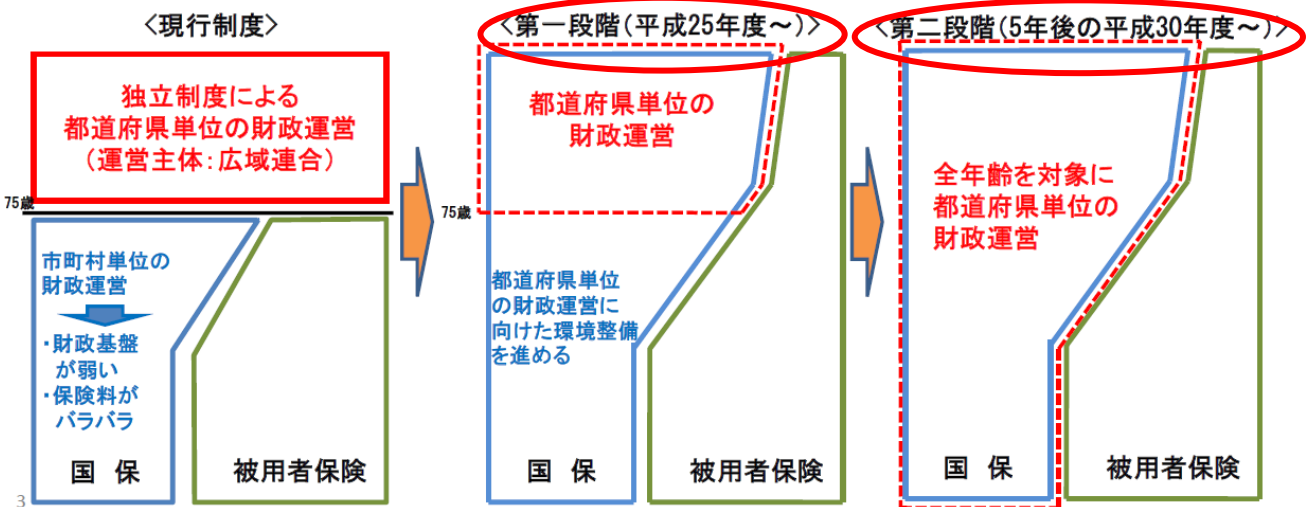 〈現行制度〉
独立制度による
都道府県単位の財政運営
（運営主体：広域連合）
75歳
市町村単位の
財政運営
・財政基盤
が弱い
・保険料が
バラバラ
国 保
被用者保険
3
〈第一段階（平成25年度～）〉
都道府県単位の
財政運営
75歳
都道府県単位
の財政運営に
向けた環境整備
を進める
国 保
被用者保険
〈第二段階（5年後の平成30年度～）〉
全年齢を対象に
都道府県単位の
財政運営
国 保
被用者保険